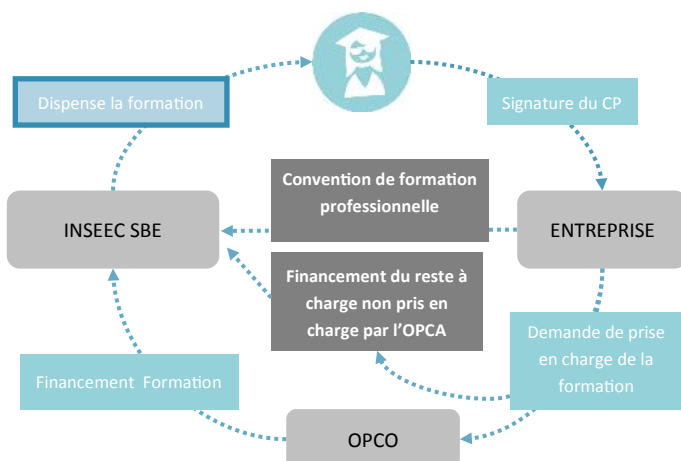 Dispense la formation
Signature du CP
Convention de formation
professionnelle
INSEEC SBE
ENTREPRISE
Financement du reste à
charge non pris en
charge par l'OPCA
Demande de prise
en charge de la
formation
Financement Formation
OPCO